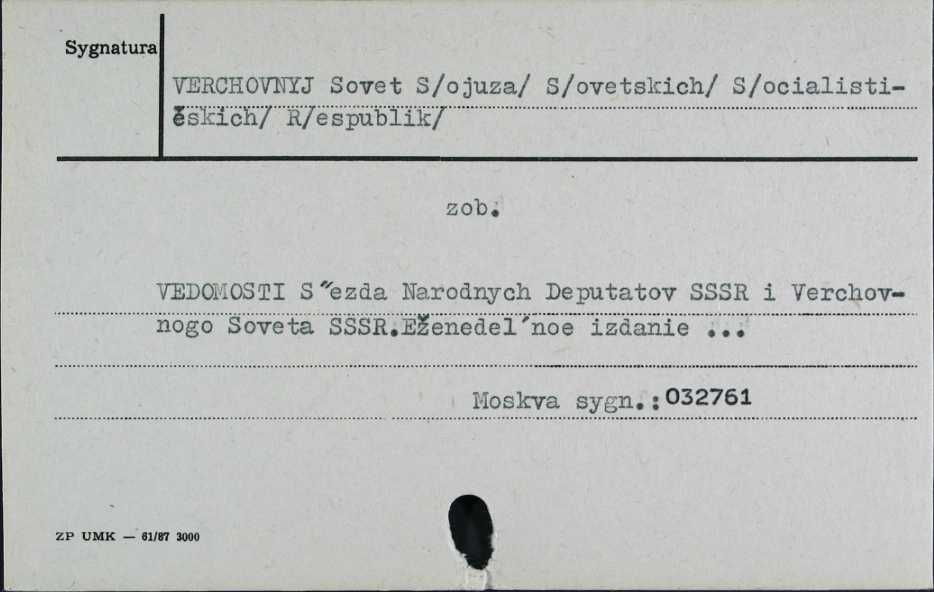 Sygnatura
VERCHOVNYJ Sovet S/ojuza/ S/ovetskich/ S/ocialisti-
českich/ R/espublik/
zob.
VEDOMOSTI S″ezda Narodnych Deputatov SSSR i Verchov-
nogo Soveta SSSR.Eženedel′noe izdanie ...
Moskva sygn.:032761
ZP UMK — 61/87 3000